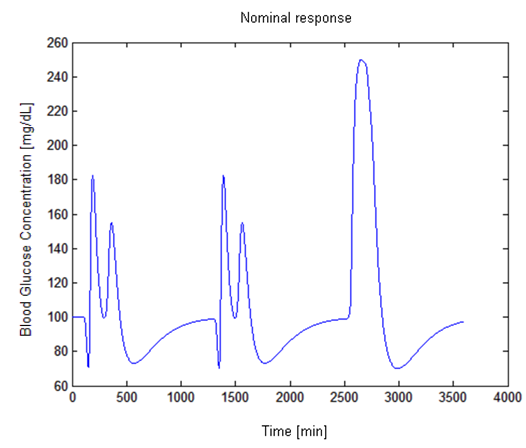 Nominal response
260
240
220
200
180
160
140
120
100
80
60
Blood Glucose Concentration [mg/dL]
0 500 1000 1500 2000 2500 3000 3500 4000
Time [min]